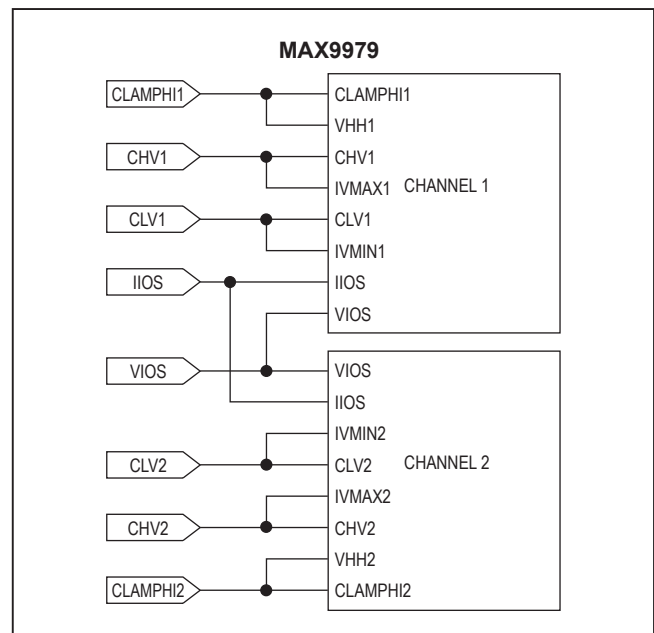 MAX9979
CLAMPHI1
CLAMPHI1
VHH1
CHV1
CHV1
IVMAX1
CHANNEL 1
CLV1
CLV1
IVMIN1
IIOS
IIOS
VIOS
VIOS
VIOS
IIOS
IVMIN2
CLV2
CLV2
CHANNEL 2
IVMAX2
CHV2
CHV2
VHH2
CLAMPHI2
CLAMPHI2